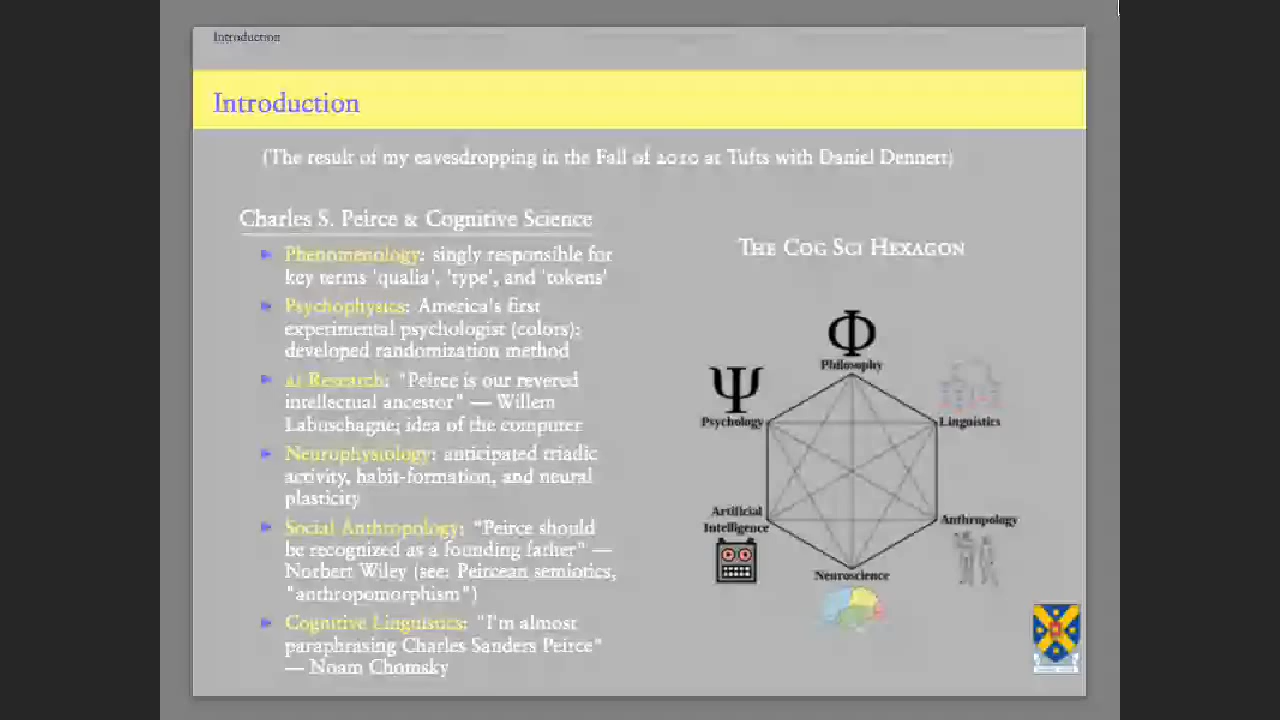 Introduction
Introduction
(The result of my eavesdropping in the Fall of 2010 at Tufts with Daniel Dennett)
Charles S. Peirce & Cognitive Science
Phenomenology: singly responsible for
key terms 'qualia', 'type', and 'tokens'
Psychophysics: America's first
experimental psychologist (colors);
developed randomization method
AI Research: "Peirce is our revered
intellectual ancestor" — Willem
Labuschagne; idea of the computer
Neurophysiology: anticipated triadic
activity, habit-formation, and neural
plasticity
Social Anthropology: "Peirce should
be recognized as a founding father" —
Norbert Wiley (see: Peircean semiotics,
"anthropomorphism")
Cognitive Linguistics: "I'm almost
paraphrasing Charles Sanders Peirce"
— Noam Chomsky
THE COG SCI HEXAGON
Φ
Philosophy
Ψ
Psychology
Linguistics
Artificial
Intelligence
Anthropology
Neuroscience